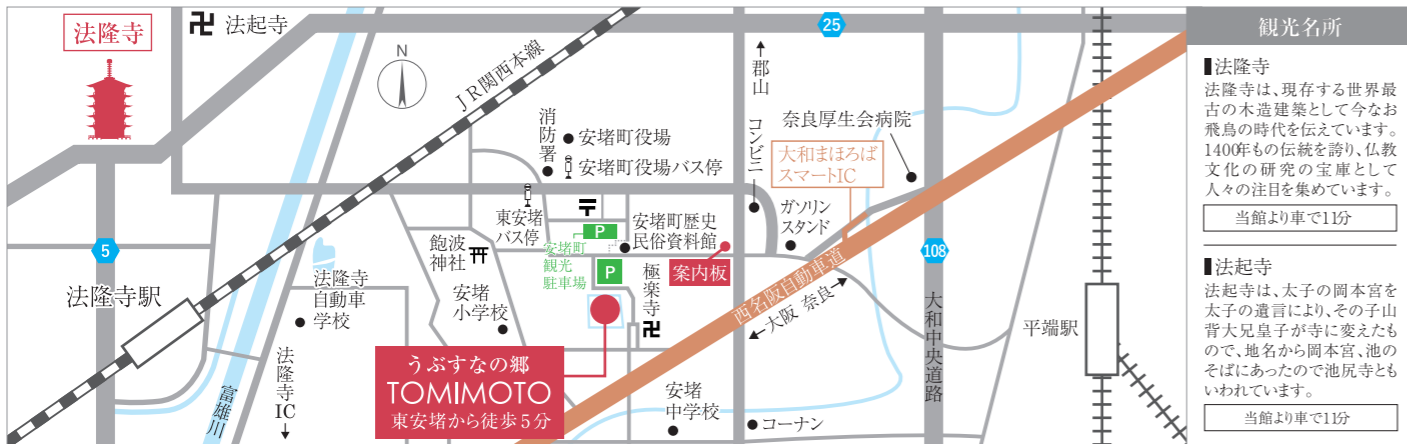 法隆寺
卍 法起寺
25
N
JR関西本線
↑郡山
消防署
安堵町役場
安堵町役場バス停
コンビニ
奈良厚生会病院
大和まほろば
スマートIC
東安堵
バス停
〒
P
安堵町歴史
民俗資料館
ガソリン
スタンド
5
法隆寺駅
飽波
神社
安堵町
観光
駐車場
P
極楽寺
卍
案内板
108
法隆寺
自動車
学校
安堵
小学校
西名阪自動車道
←大阪 奈良→
大和中央道路
平端駅
法隆寺IC↓
富雄川
うぶすなの郷
TOMIMOTO
東安堵から徒歩5分
安堵
中学校
コーナン
観光名所
▮法隆寺
法隆寺は、現存する世界最
古の木造建築として今なお
飛鳥の時代を伝えています。
1400年もの伝統を誇り、仏教
文化の研究の宝庫として
人々の注目を集めています。
当館より車で11分
▮法起寺
法起寺は、太子の岡本宮を
太子の遺言により、その子山
背大兄皇子が寺に変えたも
ので、地名から岡本宮、池の
そばにあったので池尻寺とも
いわれています。
当館より車で11分